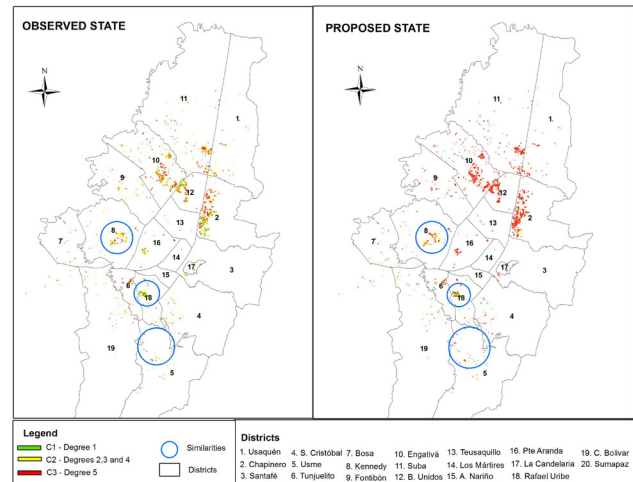 OBSERVED STATE
N
11
1.
10
9
12
2
13
8
7
16
14
17
3
15
6
18
4
19
5
PROPOSED STATE
N
11
1
10
9
12
2
13
8
7
16
14
17
3
15
6
18
4
19
5
Legend
C1 - Degree 1
C2 - Degrees 2,3 and 4
C3 - Degree 5
Similarities
Districts
Districts
1. Usaquén 4. S. Cristóbal 7. Bosa 10. Engativá 13. Teusaquillo 16. Pte Aranda 19. C. Bolivar
2. Chapinero 5. Usme 8. Kennedy 11. Suba 14. Los Mártires 17. La Candelaria 20. Sumapaz
3. Santafé 6. Tunjuelito 9. Fontibón 12. B. Unidos 15. A. Nariño 18. Rafael Uribe